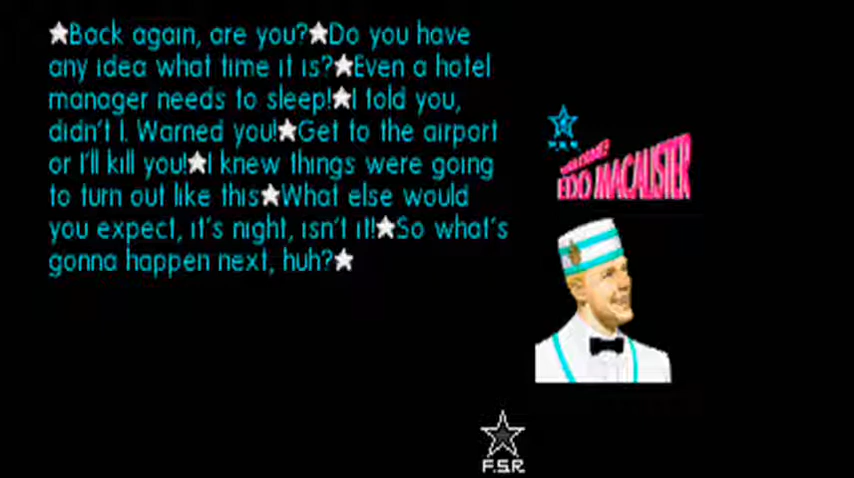 ★Back again, are you?★Do you have
any idea what time it is?★Even a hotel
manager needs to sleep!★I told you,
didn't I. Warned you!★Get to the airport
or I'll kill you!★I knew things were going
to turn out like this★What else would
you expect, it's night, isn't it!★So what's
gonna happen next, huh?★
EDO MACALISTER
F.S.R.